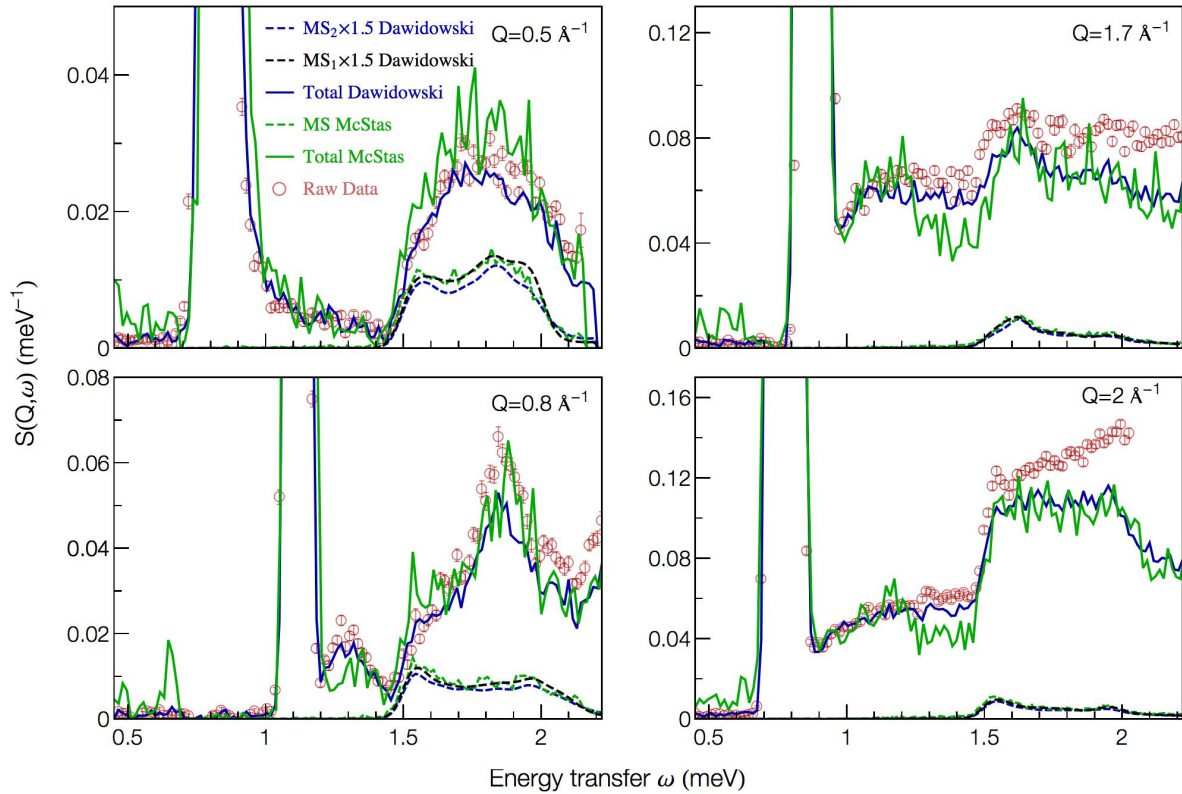 MS₂×1.5 Dawidowski
MS₁×1.5 Dawidowski
Total Dawidowski
MS McStas
Total McStas
Raw Data
Q=0.5 Å⁻¹
0.04
0.02
0
Q=1.7 Å⁻¹
0.12
0.08
0.04
0
S(Q,ω) (meV⁻¹)
Q=0.8 Å⁻¹
0.08
0.06
0.04
0.02
0
0.5
1
1.5
2
Q=2 Å⁻¹
0.16
0.12
0.08
0.04
0
0.5
1
1.5
2
Energy transfer ω (meV)